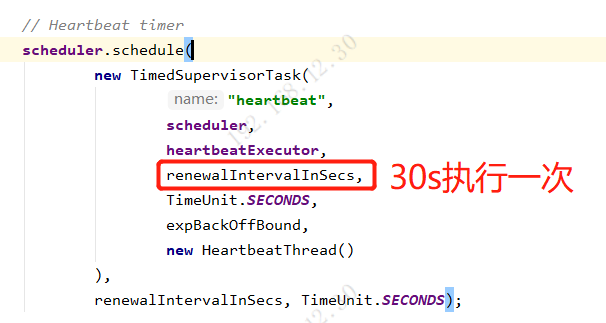 // Heartbeat timer
scheduler.schedule(
new TimedSupervisorTask(
name: "heartbeat",
scheduler,
heartbeatExecutor,
renewalIntervalInSecs, 30s执行一次
TimeUnit.SECONDS,
expBackOffBound,
new HeartbeatThread()
),
renewalIntervalInSecs, TimeUnit.SECONDS);